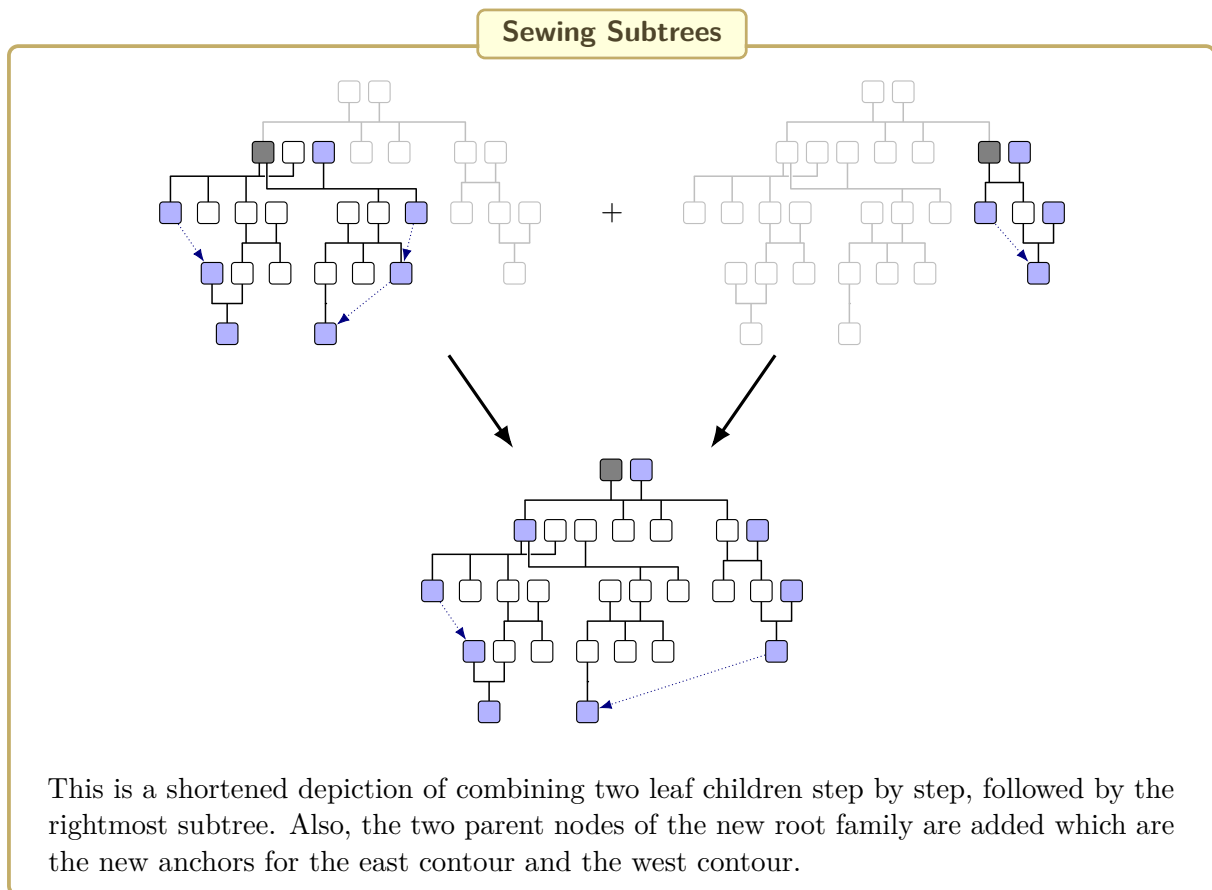 Sewing Subtrees
+
This is a shortened depiction of combining two leaf children step by step, followed by the
rightmost subtree. Also, the two parent nodes of the new root family are added which are
the new anchors for the east contour and the west contour.